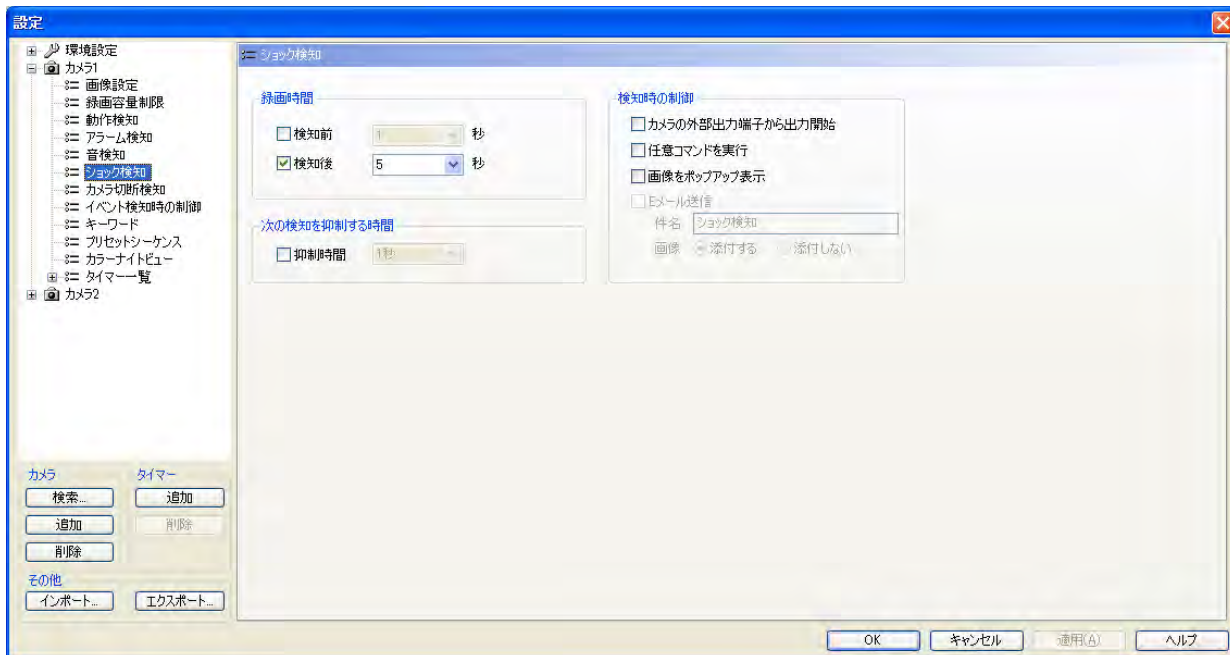 設定
環境設定
カメラ1
画像設定
録画容量制限
動作検知
アラーム検知
音検知
ショック検知
カメラ切断検知
イベント検知時の制御
キーワード
プリセットシーケンス
カラーナイトビュー
タイマー一覧
カメラ2
カメラ
検索...
追加
削除
タイマー
追加
削除
その他
インポート...
エクスポート...
ショック検知
録画時間
検知前 1 秒
検知後 5 秒
次の検知を抑制する時間
抑制時間 1秒
検知時の制御
カメラの外部出力端子から出力開始
任意コマンドを実行
画像をポップアップ表示
Eメール送信
件名 ショック検知
画像 添付する 添付しない
OK キャンセル 適用(A) ヘルプ